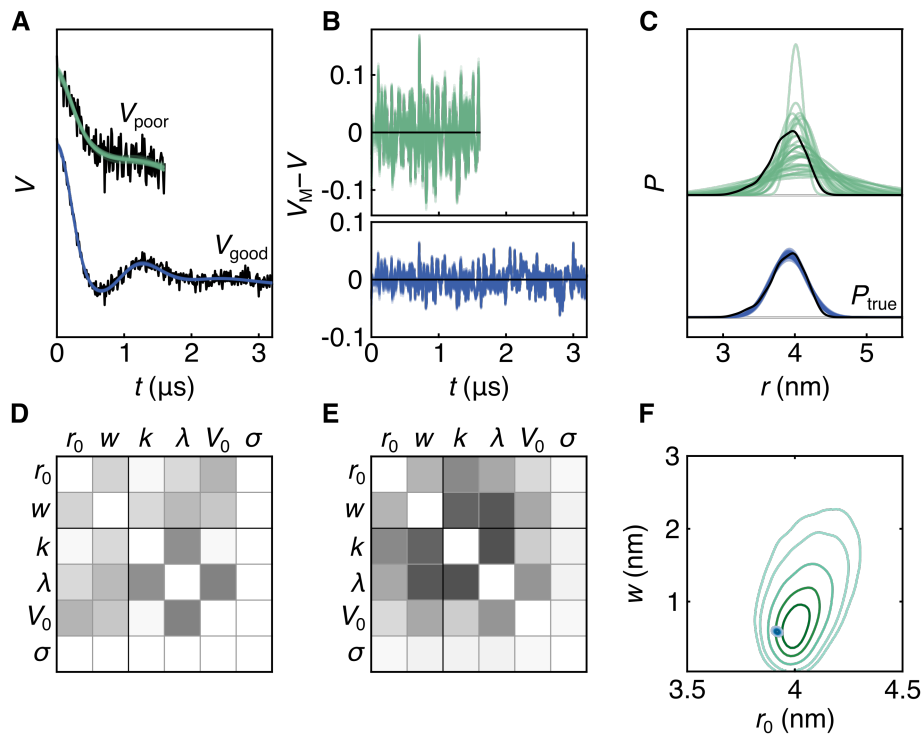 A
V
V_poor
V_good
0
1
2
3
t (μs)
B
V_M−V
0.1
0
-0.1
0.1
0
-0.1
0
1
2
3
t (μs)
C
P
P_true
3
4
5
r (nm)
D
r_0 w k λ V_0 σ
r_0
w
k
λ
V_0
σ
E
r_0 w k λ V_0 σ
r_0
w
k
λ
V_0
σ
F
w (nm)
3
2
1
3.5
4
4.5
r_0 (nm)